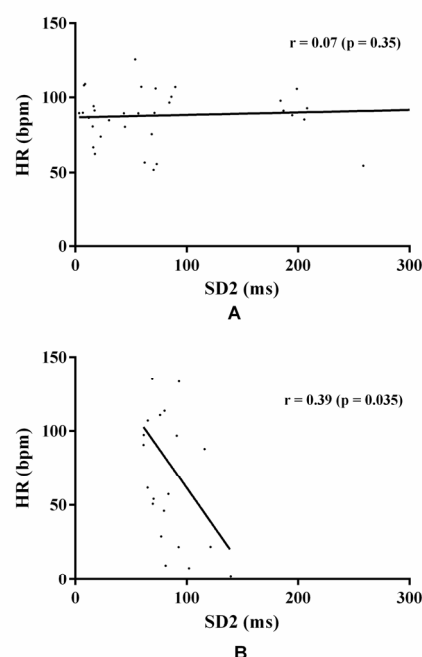 150
r = 0.07 (p = 0.35)
100
HR (bpm)
50
0
0 100 200 300
SD2 (ms)
A
150
r = 0.39 (p = 0.035)
100
HR (bpm)
50
0
0 100 200 300
SD2 (ms)
B